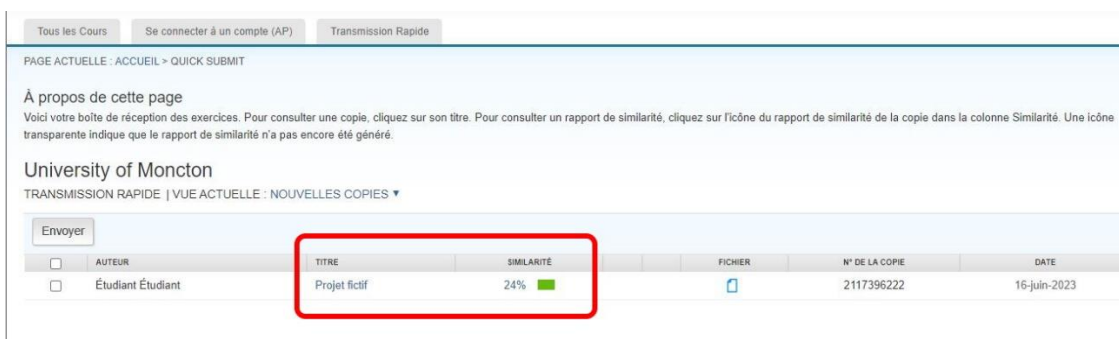 Tous les Cours Se connecter á un compte (AP) Transmission Rapide
PAGE ACTUELLE : ACCUEIL > QUICK SUBMIT
À propos de cette page
Voici votre boîte de réception des exercices. Pour consulter une copie, cliquez sur son titre. Pour consulter un rapport de similarité, cliquez sur l'icône du rapport de similarité de la copie dans la colonne Similarité. Une icône
transparente indique que le rapport de similarité n'a pas encore été généré.
University of Moncton
TRANSMISSION RAPIDE | VUE ACTUELLE : NOUVELLES COPIES ▼
Envoyer
AUTEUR TITRE SIMILARITÉ FICHIER N° DE LA COPIE DATE
Étudiant Étudiant Projet fictif 24% 2117396222 16-juin-2023